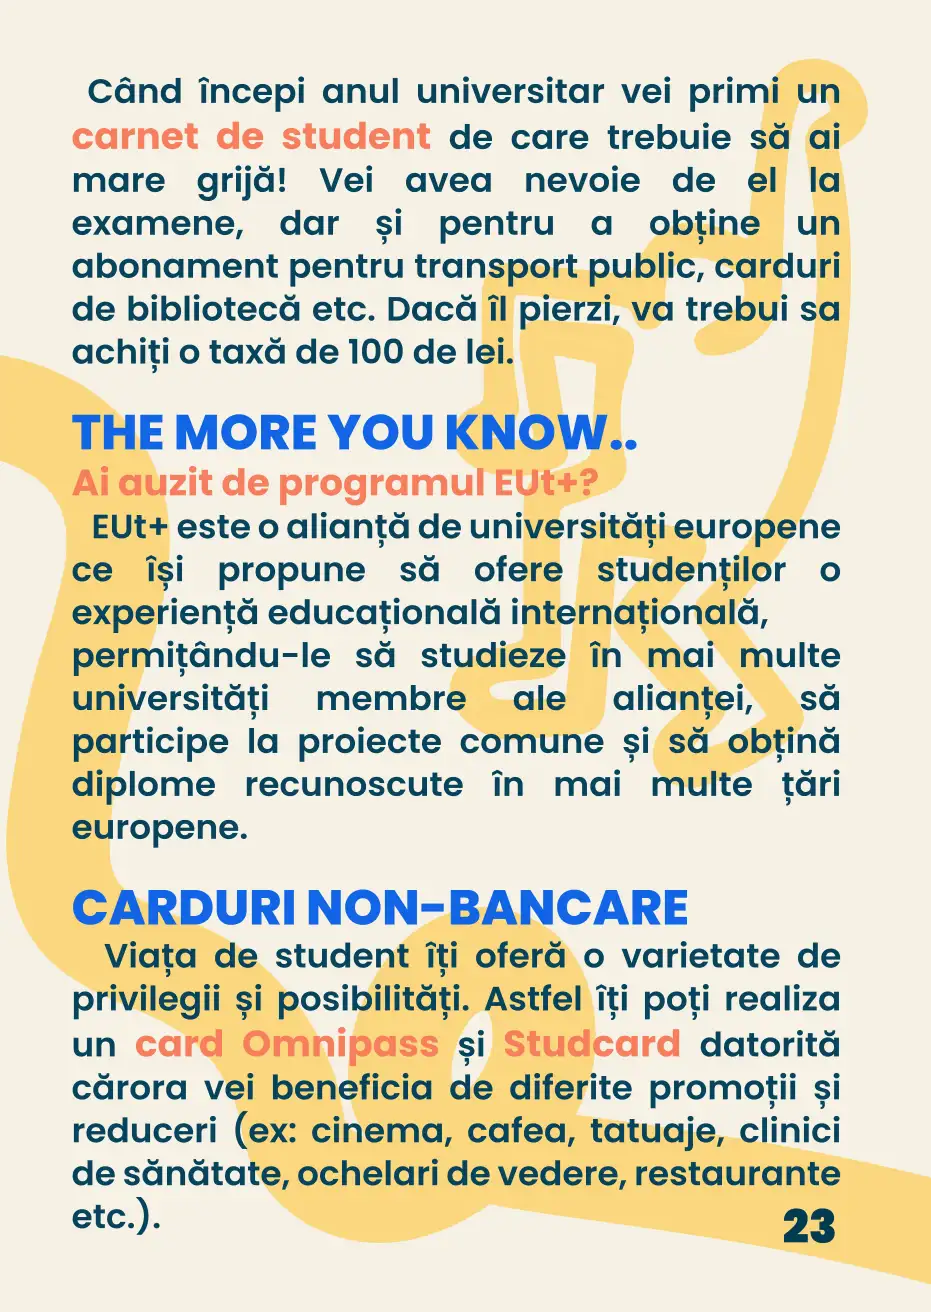 Când începi anul universitar vei primi un
carnet de student de care trebuie să ai
mare grijă! Vei avea nevoie de el la
examene, dar și pentru a obține un
abonament pentru transport public, carduri
de bibliotecă etc. Dacă îl pierzi, va trebui sa
achiți o taxă de 100 de lei.
THE MORE YOU KNOW..
Ai auzit de programul EUt+?
EUt+ este o alianță de universități europene
ce își propune să ofere studenților o
experiență educațională internațională,
permițându-le să studieze în mai multe
universități membre ale alianței, să
participe la proiecte comune și să obțină
diplome recunoscute în mai multe țări
europene.
CARDURI NON-BANCARE
Viața de student îți oferă o varietate de
privilegii și posibilități. Astfel îți poți realiza
un card Omnipass și Studcard datorită
cărora vei beneficia de diferite promoții și
reduceri (ex: cinema, cafea, tatuaje, clinici
de sănătate, ochelari de vedere, restaurante
etc.).
23